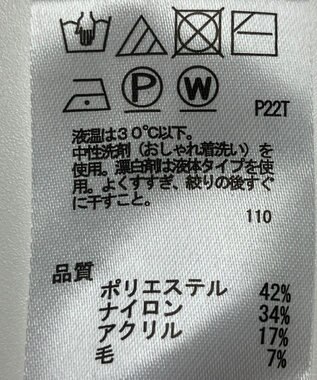 P
W
P22T
液温は30℃以下。
中性洗剤（おしゃれ着洗い）を
使用。漂白剤は液体タイプを使
用。よくすすぎ、絞りの後すぐ
に干すこと。
110
品質
ポリエステル 42%
ナイロン 34%
アクリル 17%
毛 7%